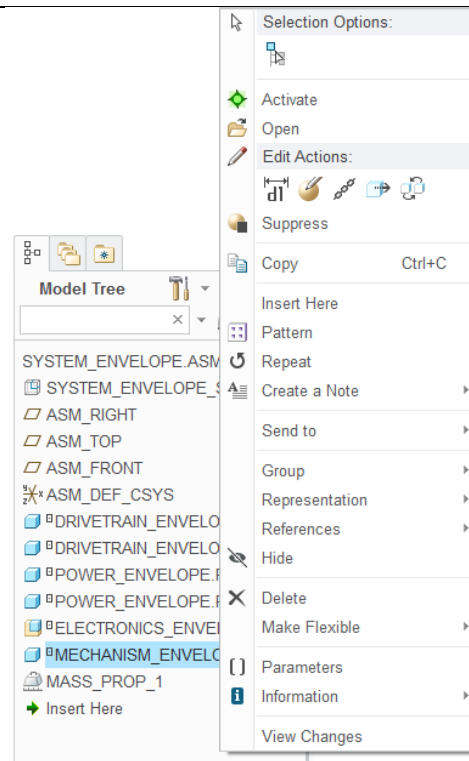 Selection Options:
Activate
Open
Edit Actions:
Suppress
Copy Ctrl+C
Insert Here
Pattern
Repeat
Create a Note
Send to
Group
Representation
References
Hide
Delete
Make Flexible
Parameters
Information
View Changes
Model Tree
SYSTEM_ENVELOPE.ASM
SYSTEM_ENVELOPE_S
ASM_RIGHT
ASM_TOP
ASM_FRONT
ASM_DEF_CSYS
DRIVETRAIN_ENVELO
DRIVETRAIN_ENVELO
POWER_ENVELOPE.P
POWER_ENVELOPE.P
ELECTRONICS_ENVEL
MECHANISM_ENVELO
MASS_PROP_1
Insert Here